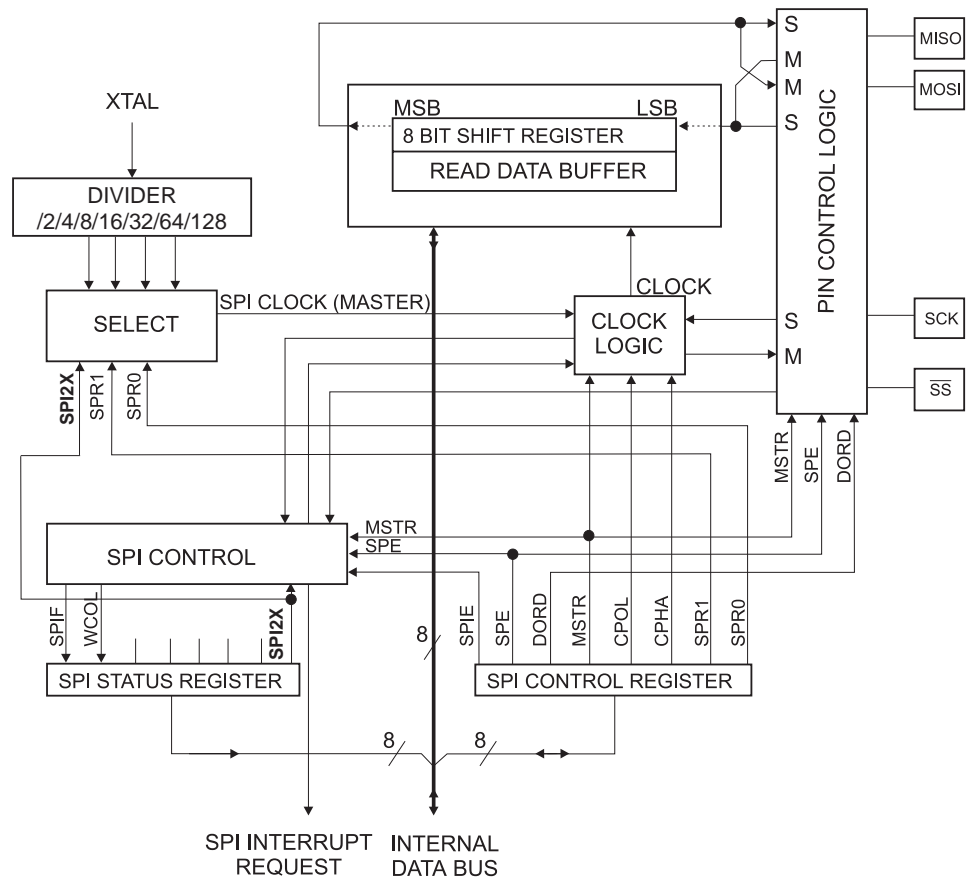 S
MISO
M
MOSI
M
S
PIN CONTROL LOGIC
XTAL
MSB
LSB
8 BIT SHIFT REGISTER
READ DATA BUFFER
DIVIDER
/2/4/8/16/32/64/128
SPI CLOCK (MASTER)
CLOCK
SELECT
CLOCK
LOGIC
S
M
SCK
SS
SPI2X
SPR1
SPR0
MSTR
SPE
DORD
MSTR
SPE
SPI CONTROL
SPIF
WCOL
SPI2X
8
SPIE
SPE
DORD
MSTR
CPOL
CPHA
SPR1
SPR0
SPI STATUS REGISTER
SPI CONTROL REGISTER
8
8
SPI INTERRUPT
REQUEST
INTERNAL
DATA BUS